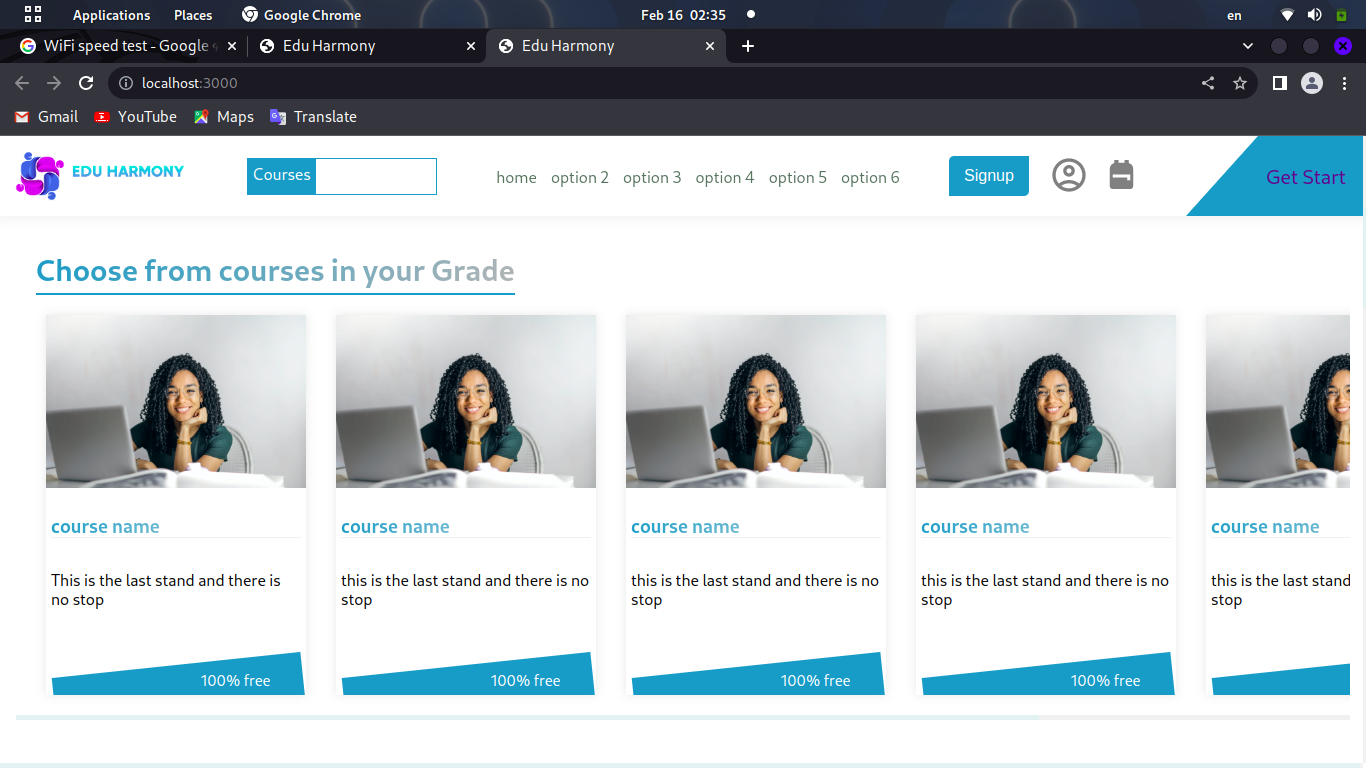 Applications Places Google Chrome Feb 16 02:35 en
WiFi speed test - Google Edu Harmony Edu Harmony
localhost:3000
Gmail YouTube Maps Translate
EDU HARMONY Courses home option 2 option 3 option 4 option 5 option 6 Signup Get Start
Choose from courses in your Grade
course name
This is the last stand and there is
no stop
100% free
course name
this is the last stand and there is no
stop
100% free
course name
this is the last stand and there is no
stop
100% free
course name
this is the last stand and there is no
stop
100% free
course name
this is the last stand
stop